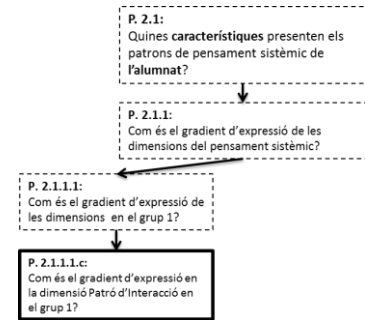 P. 2.1:
Quines característiques presenten els
patrons de pensament sistèmic de
l'alumnat?
P. 2.1.1:
Com és el gradient d'expressió de les
dimensions del pensament sistèmic?
P. 2.1.1.1:
Com és el gradient d'expressió de
les dimensions en el grup 1?
P. 2.1.1.1.c:
Com és el gradient d'expressió en
la dimensió Patró d'Interacció en
el grup 1?